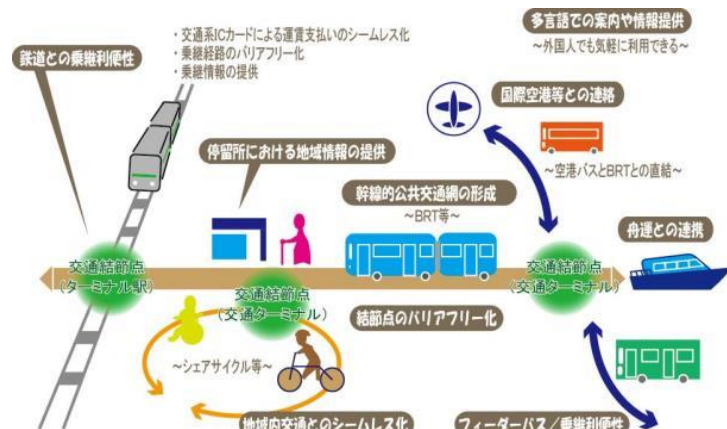 多言語での案内や情報提供
～外国人でも気軽に利用できる～
・交通系ICカードによる運賃支払いのシームレス化
・乗継経路のバリアフリー化
・乗継情報の提供
鉄道との乗継利便性
国際空港等との連絡
～空港バスとBRTとの直結～
停留所における地域情報の提供
幹線的公共交通網の形成
～BRT等～
舟運との連携
交通結節点
(ターミナル駅)
交通結節点
(交通ターミナル)
交通結節点
(交通ターミナル)
結節点のバリアフリー化
～シェアサイクル等～
地域内交通とのシームレス化
フィーダーバス／乗継利便性